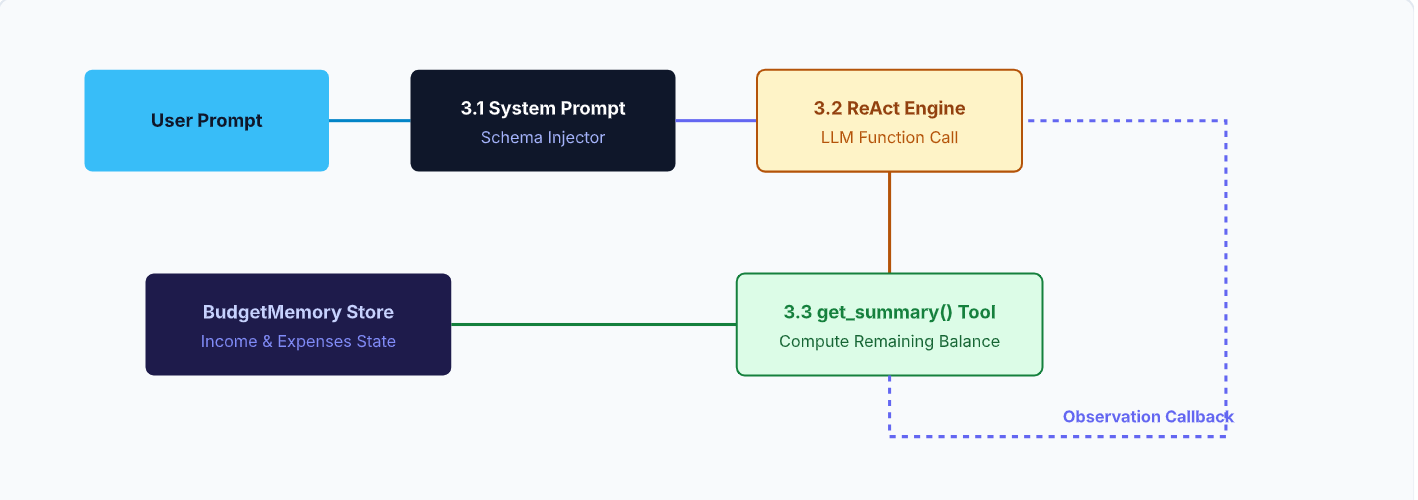 User Prompt
3.1 System Prompt
Schema Injector
3.2 ReAct Engine
LLM Function Call
BudgetMemory Store
Income & Expenses State
3.3 get_summary() Tool
Compute Remaining Balance
Observation Callback